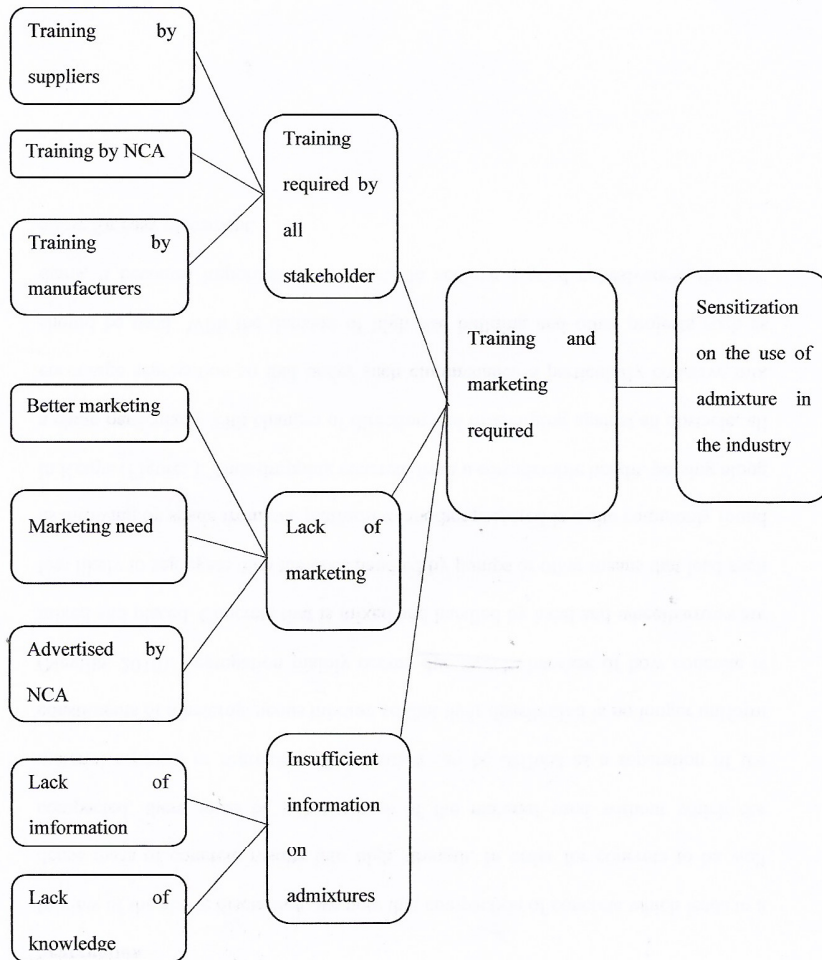 Training by
suppliers
Training by NCA
Training by
manufacturers
Training
required by
all
stakeholder
Better marketing
Marketing need
Advertised by
NCA
Lack of
marketing
Lack of
imformation
Lack of
knowledge
Insufficient
information
on
admixtures
Training and
marketing
required
Sensitization
on the use of
admixture in
the industry